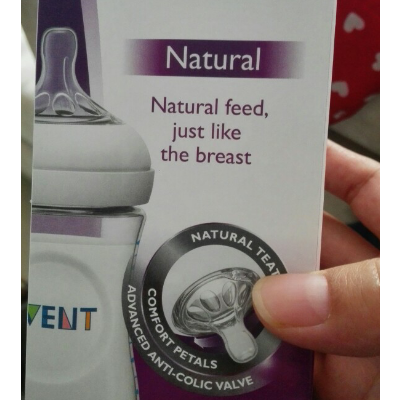 Natural
Natural feed,
just like
the breast
NATURAL TEAT
COMFORT PETALS
ADVANCED ANTI-COLIC VALVE
VENT